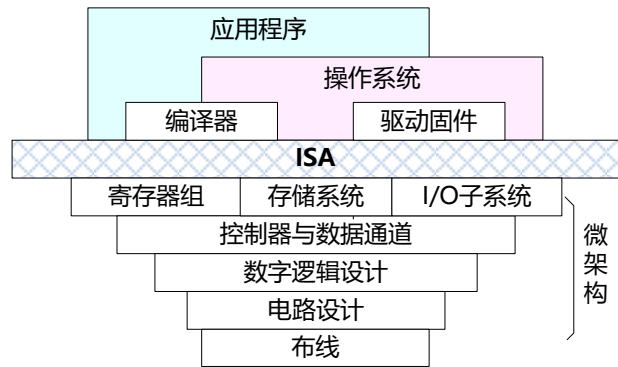 应用程序
操作系统
编译器
驱动固件
ISA
寄存器组
存储系统
I/O子系统
控制器与数据通道
数字逻辑设计
电路设计
布线
微架构